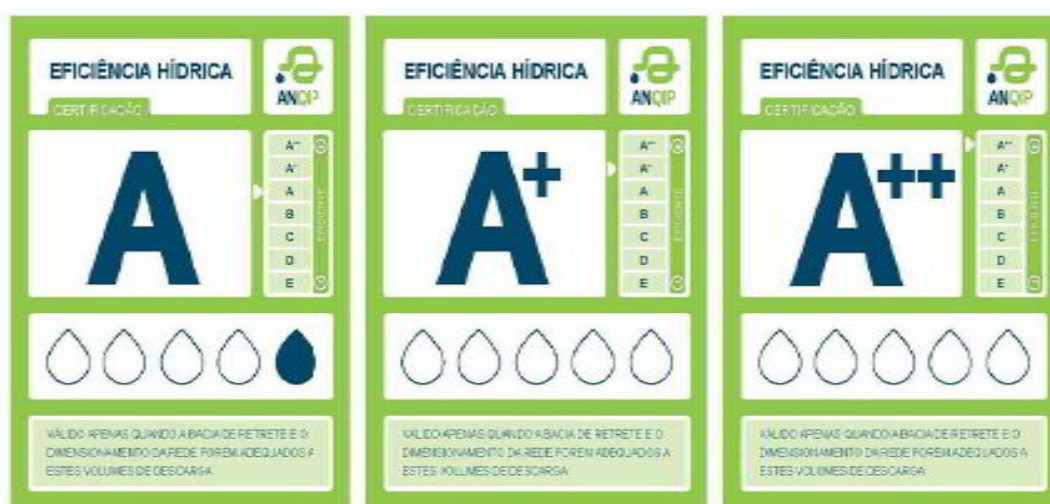 EFICIÊNCIA HÍDRICA
CERTIFICAÇÃO
ANQIP
A
A++
A+
A
B
C
D
E
EFICIENTE
VÁLIDO APENAS QUANDO A BACIA DE RETRETE E O
DIMENSIONAMENTO DA REDE FOREM ADEQUADOS A
ESTES VOLUMES DE DESCARGA
EFICIÊNCIA HÍDRICA
CERTIFICAÇÃO
ANQIP
A+
A++
A+
A
B
C
D
E
EFICIENTE
VÁLIDO APENAS QUANDO A BACIA DE RETRETE E O
DIMENSIONAMENTO DA REDE FOREM ADEQUADOS A
ESTES VOLUMES DE DESCARGA
EFICIÊNCIA HÍDRICA
CERTIFICAÇÃO
ANQIP
A++
A++
A+
A
B
C
D
E
EFICIENTE
VÁLIDO APENAS QUANDO A BACIA DE RETRETE E O
DIMENSIONAMENTO DA REDE FOREM ADEQUADOS A
ESTES VOLUMES DE DESCARGA